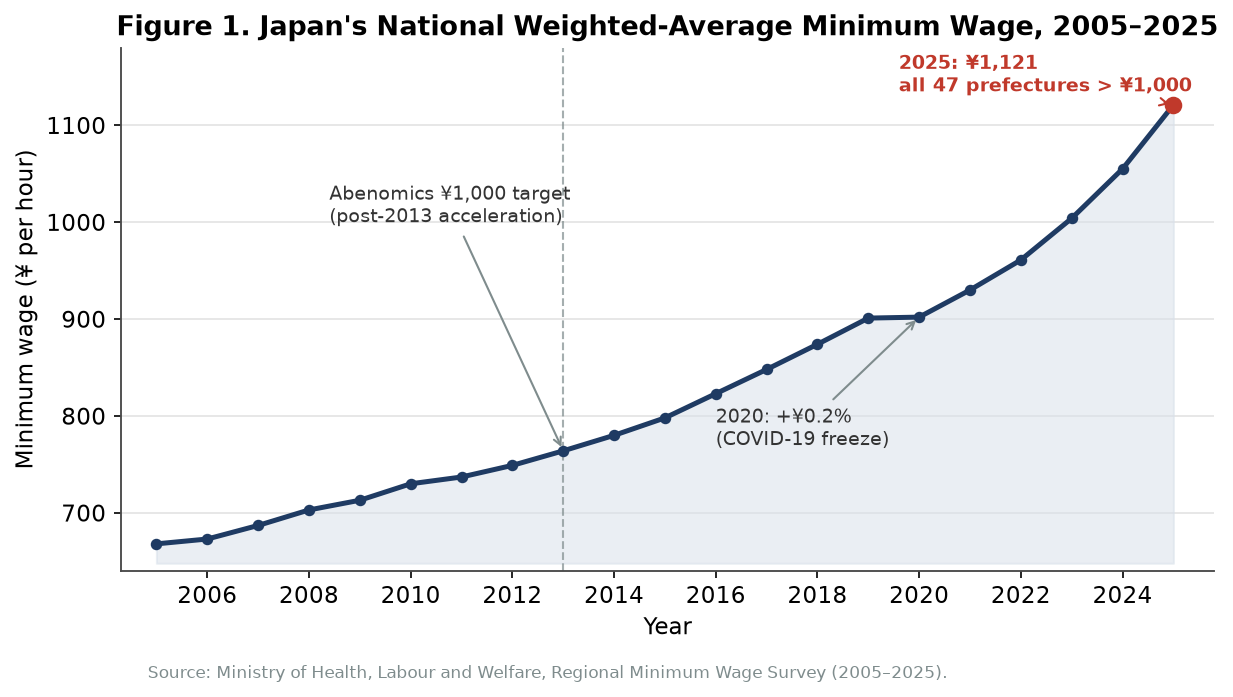 Figure 1. Japan's National Weighted-Average Minimum Wage, 2005–2025
2025: ¥1,121
all 47 prefectures > ¥1,000
Abenomics ¥1,000 target
(post-2013 acceleration)
2020: +¥0.2%
(COVID-19 freeze)
Minimum wage (¥ per hour)
1100
1000
900
800
700
2006 2008 2010 2012 2014 2016 2018 2020 2022 2024
Year
Source: Ministry of Health, Labour and Welfare, Regional Minimum Wage Survey (2005–2025).